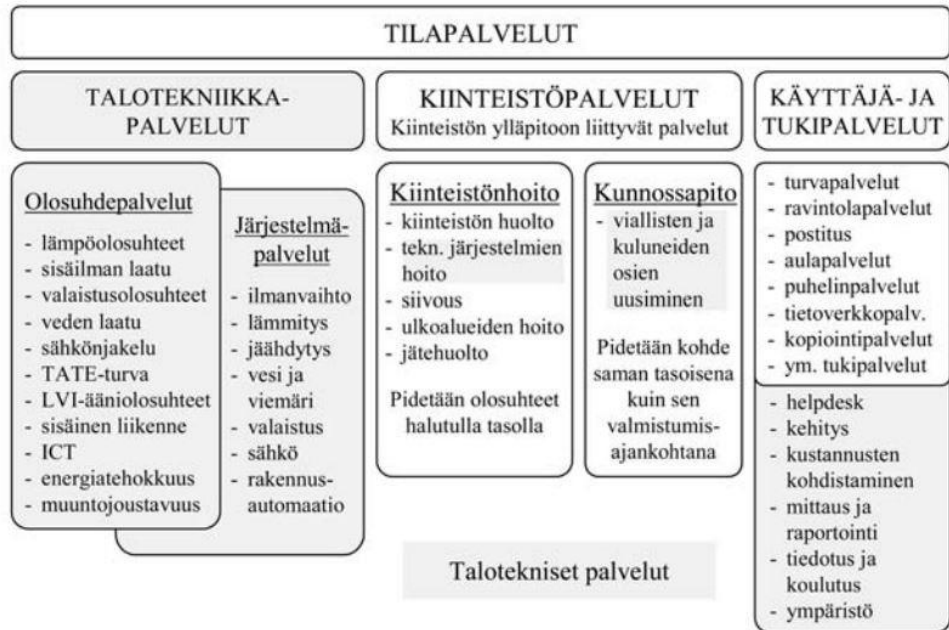 TILAPALVELUT
TALOTEKNIIKKA-
PALVELUT
Olosuhdepalvelut
- lämpöolosuhteet
- sisäilman laatu
- valaistusolosuhteet
- veden laatu
- sähkönjakelu
- TATE-turva
- LVI-ääniolosuhteet
- sisäinen liikenne
- ICT
- energiatehokkuus
- muuntojoustavuus
Järjestelmä-
palvelut
- ilmanvaihto
- lämmitys
- jäähdytys
- vesi ja
viemäri
- valaistus
- sähkö
- rakennus-
automaatio
KIINTEISTÖPALVELUT
Kiinteistön ylläpitoon liittyvät palvelut
Kiinteistönhoito
- kiinteistön huolto
- tekn. järjestelmien
hoito
- siivous
- ulkoalueiden hoito
- jätehuolto
Pidetään olosuhteet
halutulla tasolla
Kunnossapito
- viallisten ja
kuluneiden
osien
uusiminen
Pidetään kohde
saman tasoisena
kuin sen
valmistumis-
ajankohtana
KÄYTTÄJÄ- JA
TUKIPALVELUT
- turvapalvelut
- ravintolapalvelut
- postitus
- aulapalvelut
- puhelinpalvelut
- tietoverkkopalv.
- kopiointipalvelut
- ym. tukipalvelut
- helpdesk
- kehitys
- kustannusten
kohdistaminen
- mittaus ja
raportointi
- tiedotus ja
koulutus
- ympäristö
Talotekniset palvelut